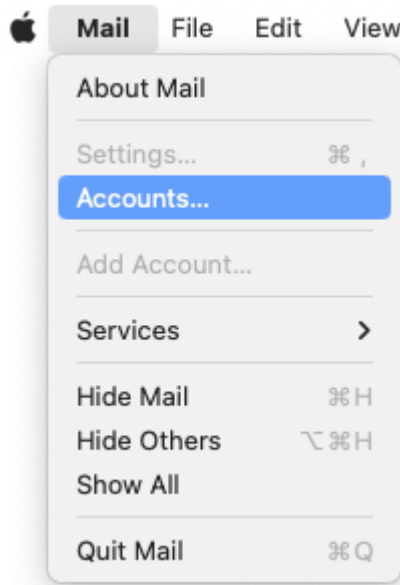 Mail File Edit View
About Mail
Settings... ⌘ ,
Accounts...
Add Account...
Services
Hide Mail ⌘H
Hide Others ⌥⌘H
Show All
Quit Mail ⌘Q